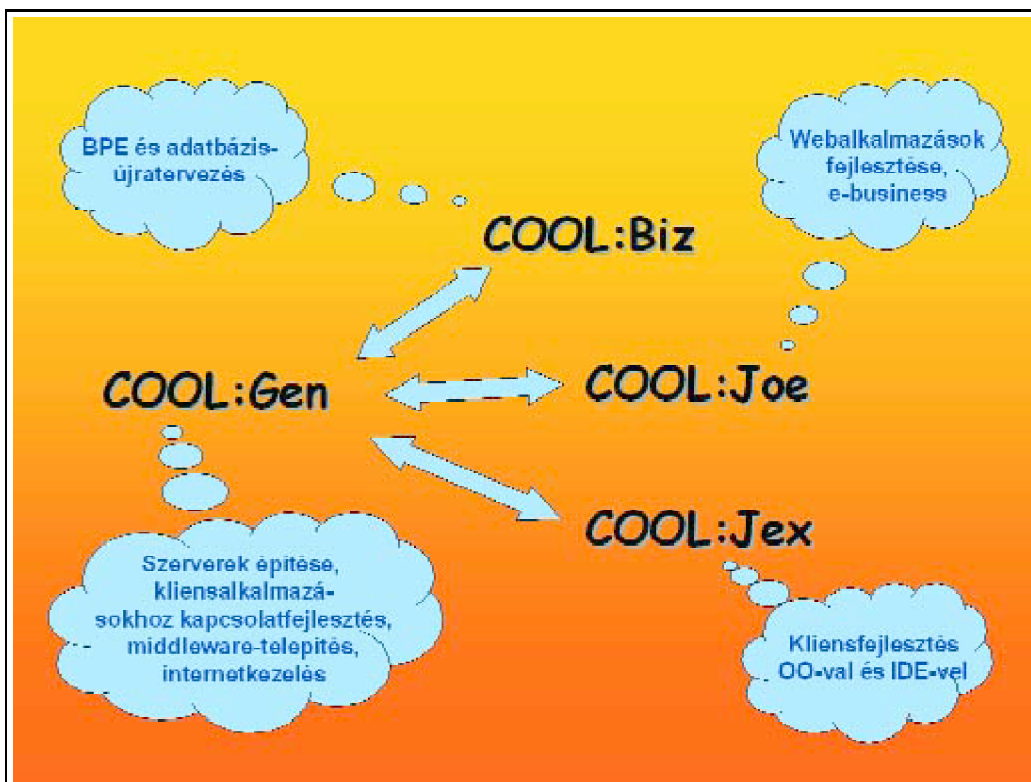 BPE és adatbázis-
újratervezés
Webalkalmazások
fejlesztése,
e-business
COOL:Biz
COOL:Gen
COOL:Joe
COOL:Jex
Szerverek építése,
kliensalkalmazá-
sokhoz kapcsolatfejlesztés,
middleware-telepítés,
internetkezelés
Kliensfejlesztés
OO-val és IDE-vel